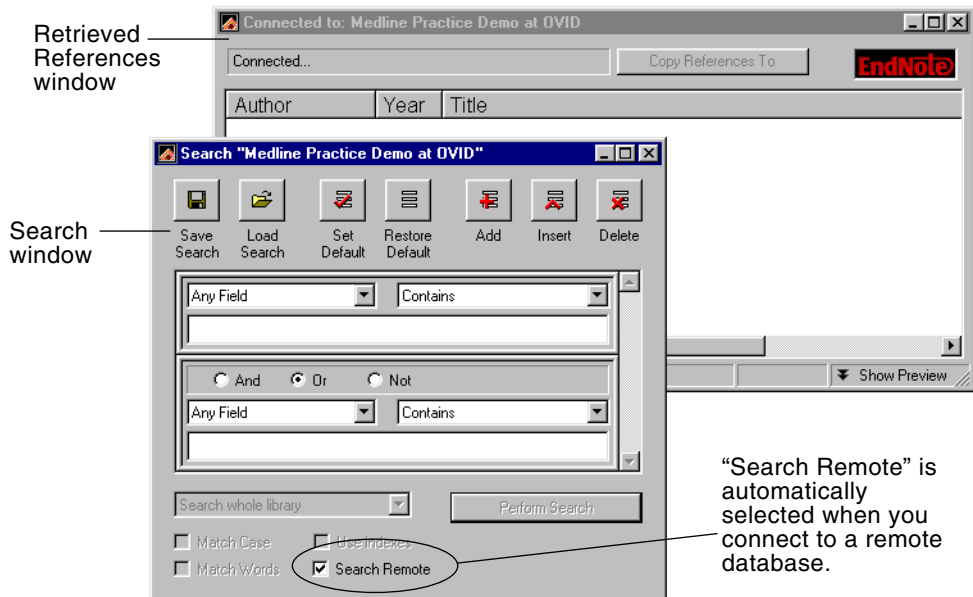 Retrieved
References
window
Connected to: Medline Practice Demo at OVID
Connected...
Copy References To
EndNote
Author Year Title
Search "Medline Practice Demo at OVID"
Search
window
Save
Search
Load
Search
Set
Default
Restore
Default
Add
Insert
Delete
Any Field
Contains
And Or Not
Any Field
Contains
Show Preview
Search whole library
Perform Search
Match Case
Use indexes
Match Words
Search Remote
“Search Remote” is
automatically
selected when you
connect to a remote
database.